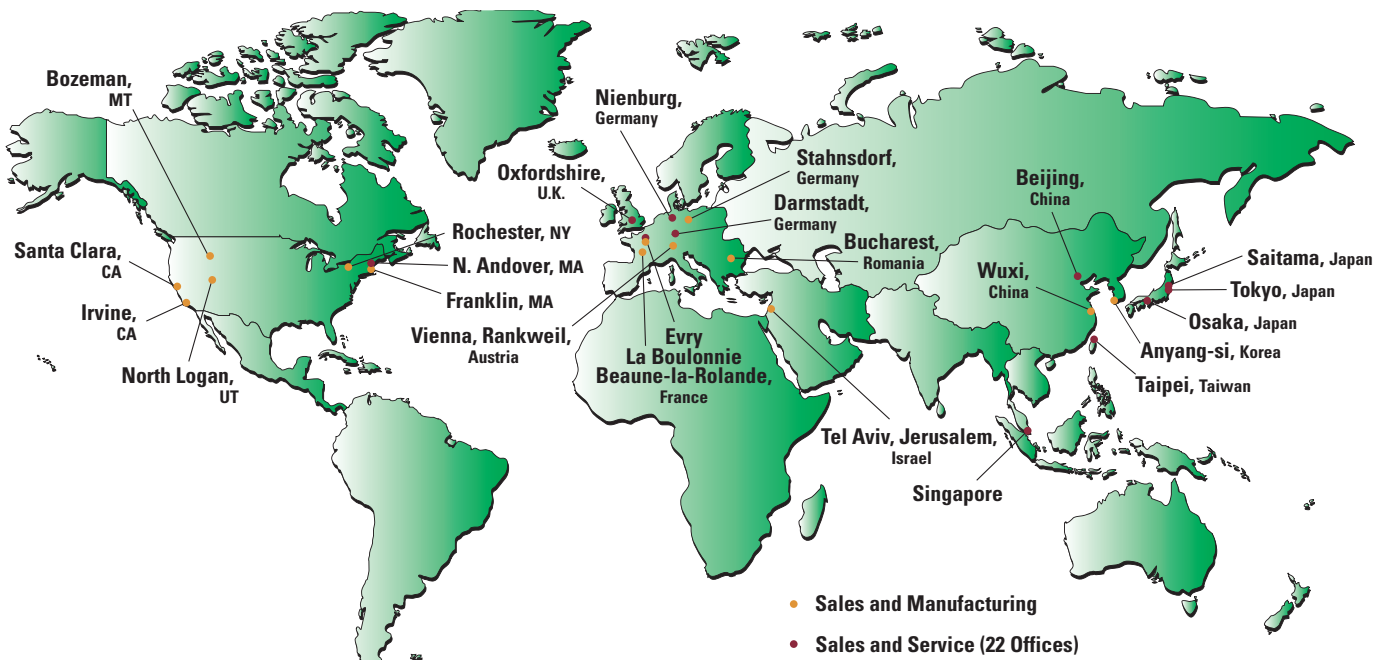 Bozeman,
MT
Santa Clara,
CA
Irvine,
CA
North Logan,
UT
Rochester, NY
N. Andover, MA
Franklin, MA
Nienburg,
Germany
Oxfordshire,
U.K.
Stahnsdorf,
Germany
Darmstadt,
Germany
Bucharest,
Romania
Vienna, Rankweil,
Austria
Evry
La Boulonnie
Beaune-la-Rolande,
France
Tel Aviv, Jerusalem,
Israel
Beijing,
China
Wuxi,
China
Saitama, Japan
Tokyo, Japan
Osaka, Japan
Anyang-si, Korea
Taipei, Taiwan
Singapore
Sales and Manufacturing
Sales and Service (22 Offices)